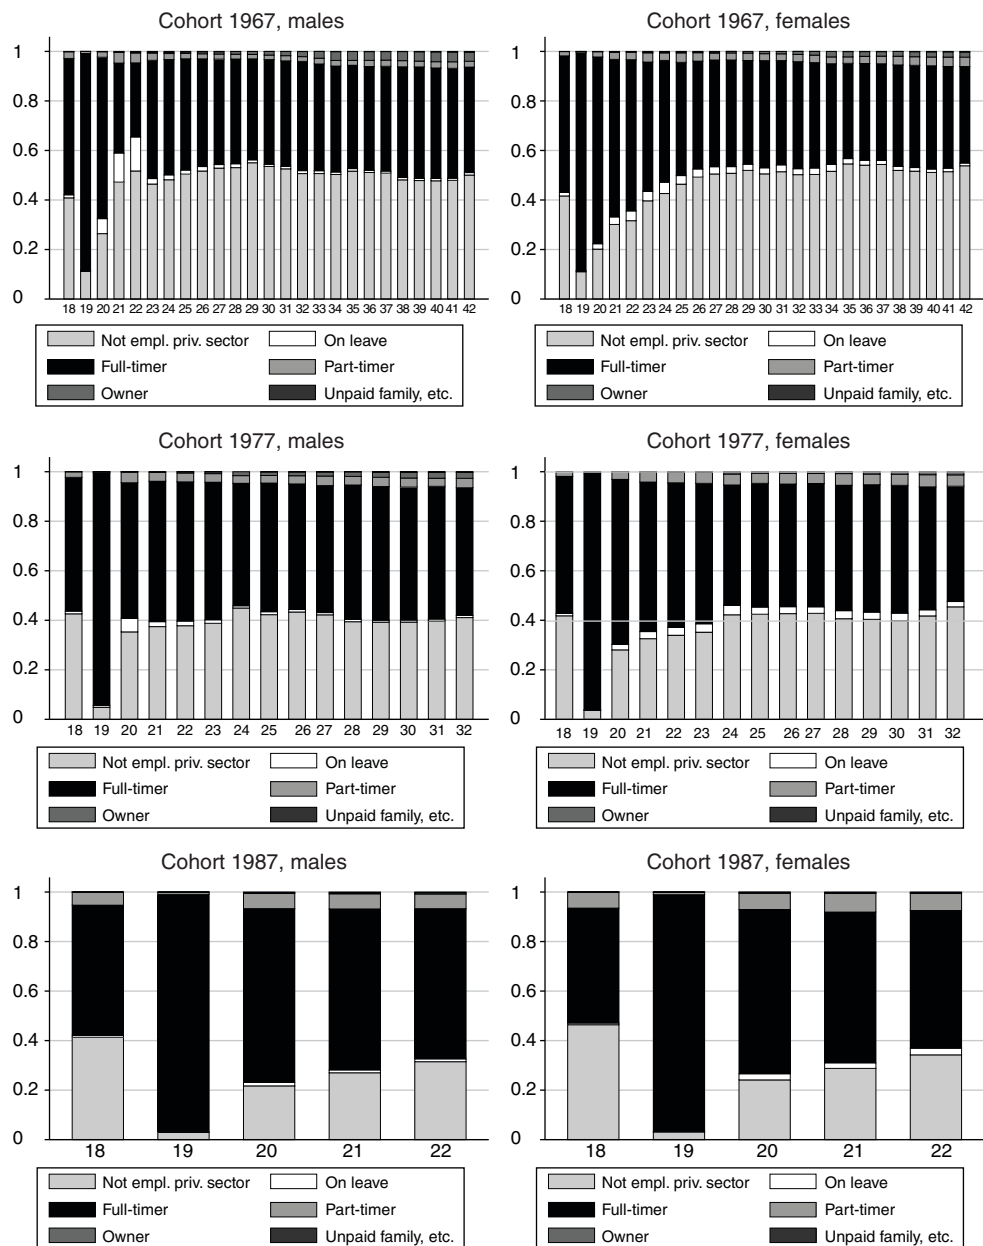 Cohort 1967, males
1
0.8
0.6
0.4
0.2
0
18 19 20 21 22 23 24 25 26 27 28 29 30 31 32 33 34 35 36 37 38 39 40 41 42
Not empl. priv. sector On leave
Full-timer Part-timer
Owner Unpaid family, etc.
Cohort 1967, females
1
0.8
0.6
0.4
0.2
0
18 19 20 21 22 23 24 25 26 27 28 29 30 31 32 33 34 35 36 37 38 39 40 41 42
Not empl. priv. sector On leave
Full-timer Part-timer
Owner Unpaid family, etc.
Cohort 1977, males
1
0.8
0.6
0.4
0.2
0
18 19 20 21 22 23 24 25 26 27 28 29 30 31 32
Not empl. priv. sector On leave
Full-timer Part-timer
Owner Unpaid family, etc.
Cohort 1977, females
1
0.8
0.6
0.4
0.2
0
18 19 20 21 22 23 24 25 26 27 28 29 30 31 32
Not empl. priv. sector On leave
Full-timer Part-timer
Owner Unpaid family, etc.
Cohort 1987, males
1
0.8
0.6
0.4
0.2
0
18 19 20 21 22
Not empl. priv. sector On leave
Full-timer Part-timer
Owner Unpaid family, etc.
Cohort 1987, females
1
0.8
0.6
0.4
0.2
0
18 19 20 21 22
Not empl. priv. sector On leave
Full-timer Part-timer
Owner Unpaid family, etc.